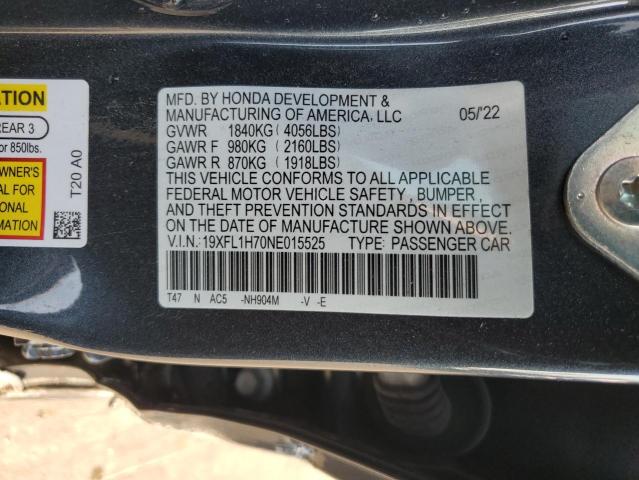 ATION
REAR 3
or 850lbs.
WNER'S
AL FOR
ONAL
MATION
T20 A0
MFD. BY HONDA DEVELOPMENT &
MANUFACTURING OF AMERICA, LLC 05/'22
GVWR 1840KG (4056LBS)
GAWR F 980KG (2160LBS)
GAWR R 870KG (1918LBS)
THIS VEHICLE CONFORMS TO ALL APPLICABLE
FEDERAL MOTOR VEHICLE SAFETY , BUMPER,
AND THEFT PREVENTION STANDARDS IN EFFECT
ON THE DATE OF MANUFACTURE SHOWN ABOVE.
V.I.N.:19XFL1H70NE015525 TYPE: PASSENGER CAR
T47 N AC5 -NH904M -V -E